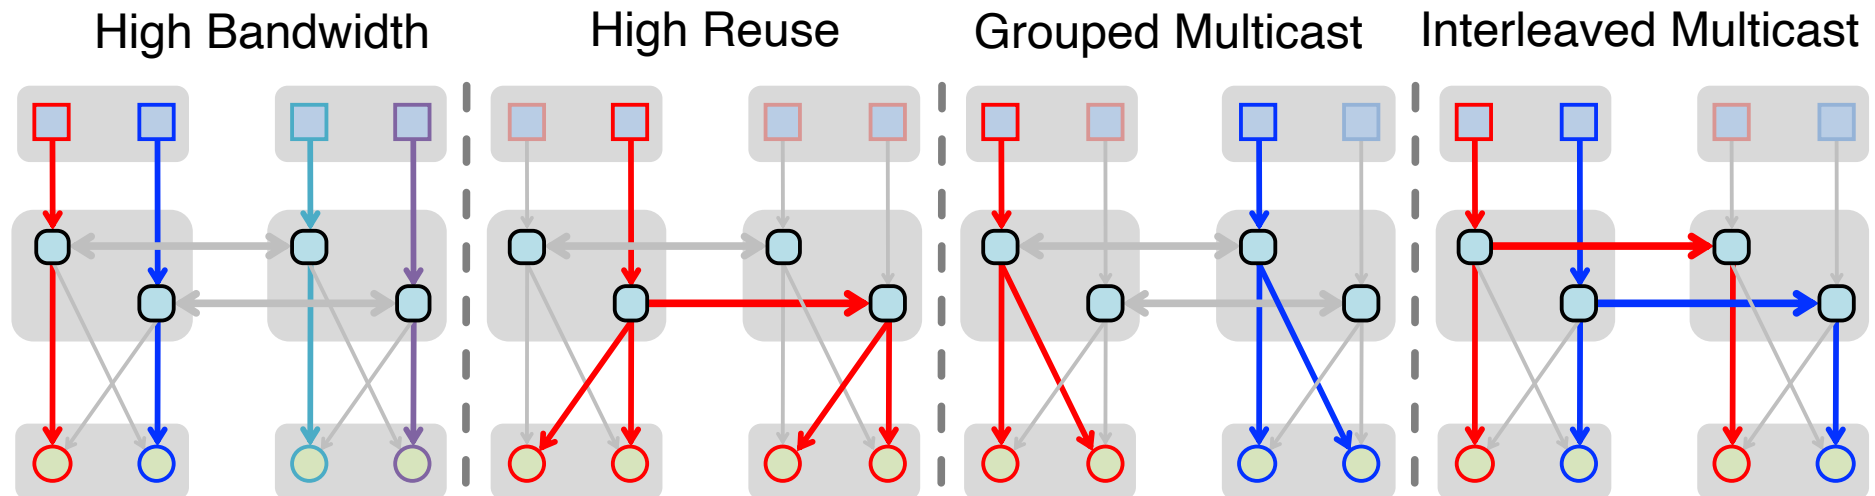 High Bandwidth
High Reuse
Grouped Multicast
Interleaved Multicast